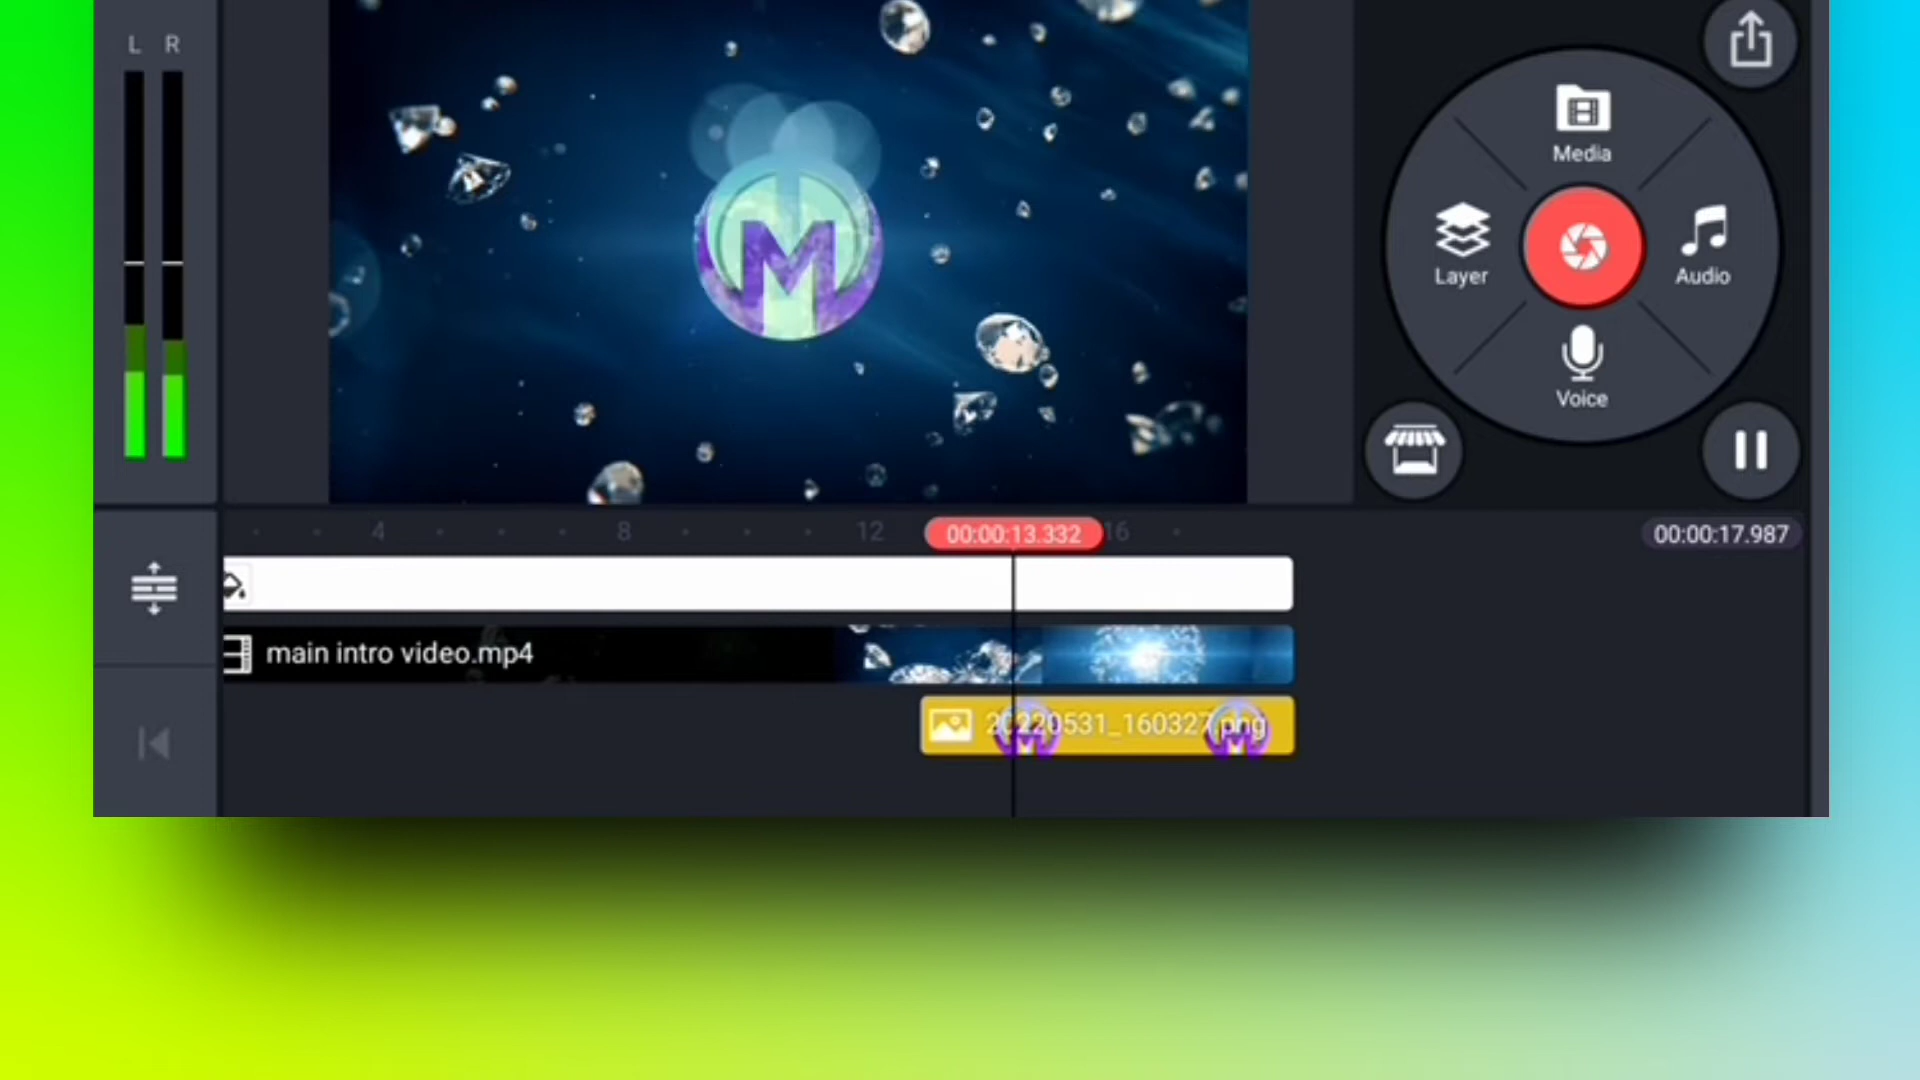 L R
Media
Layer
Audio
Voice
M
4 8 12 00:00:13.332 16 00:00:17.987
main intro video.mp4
20220531_160327.png